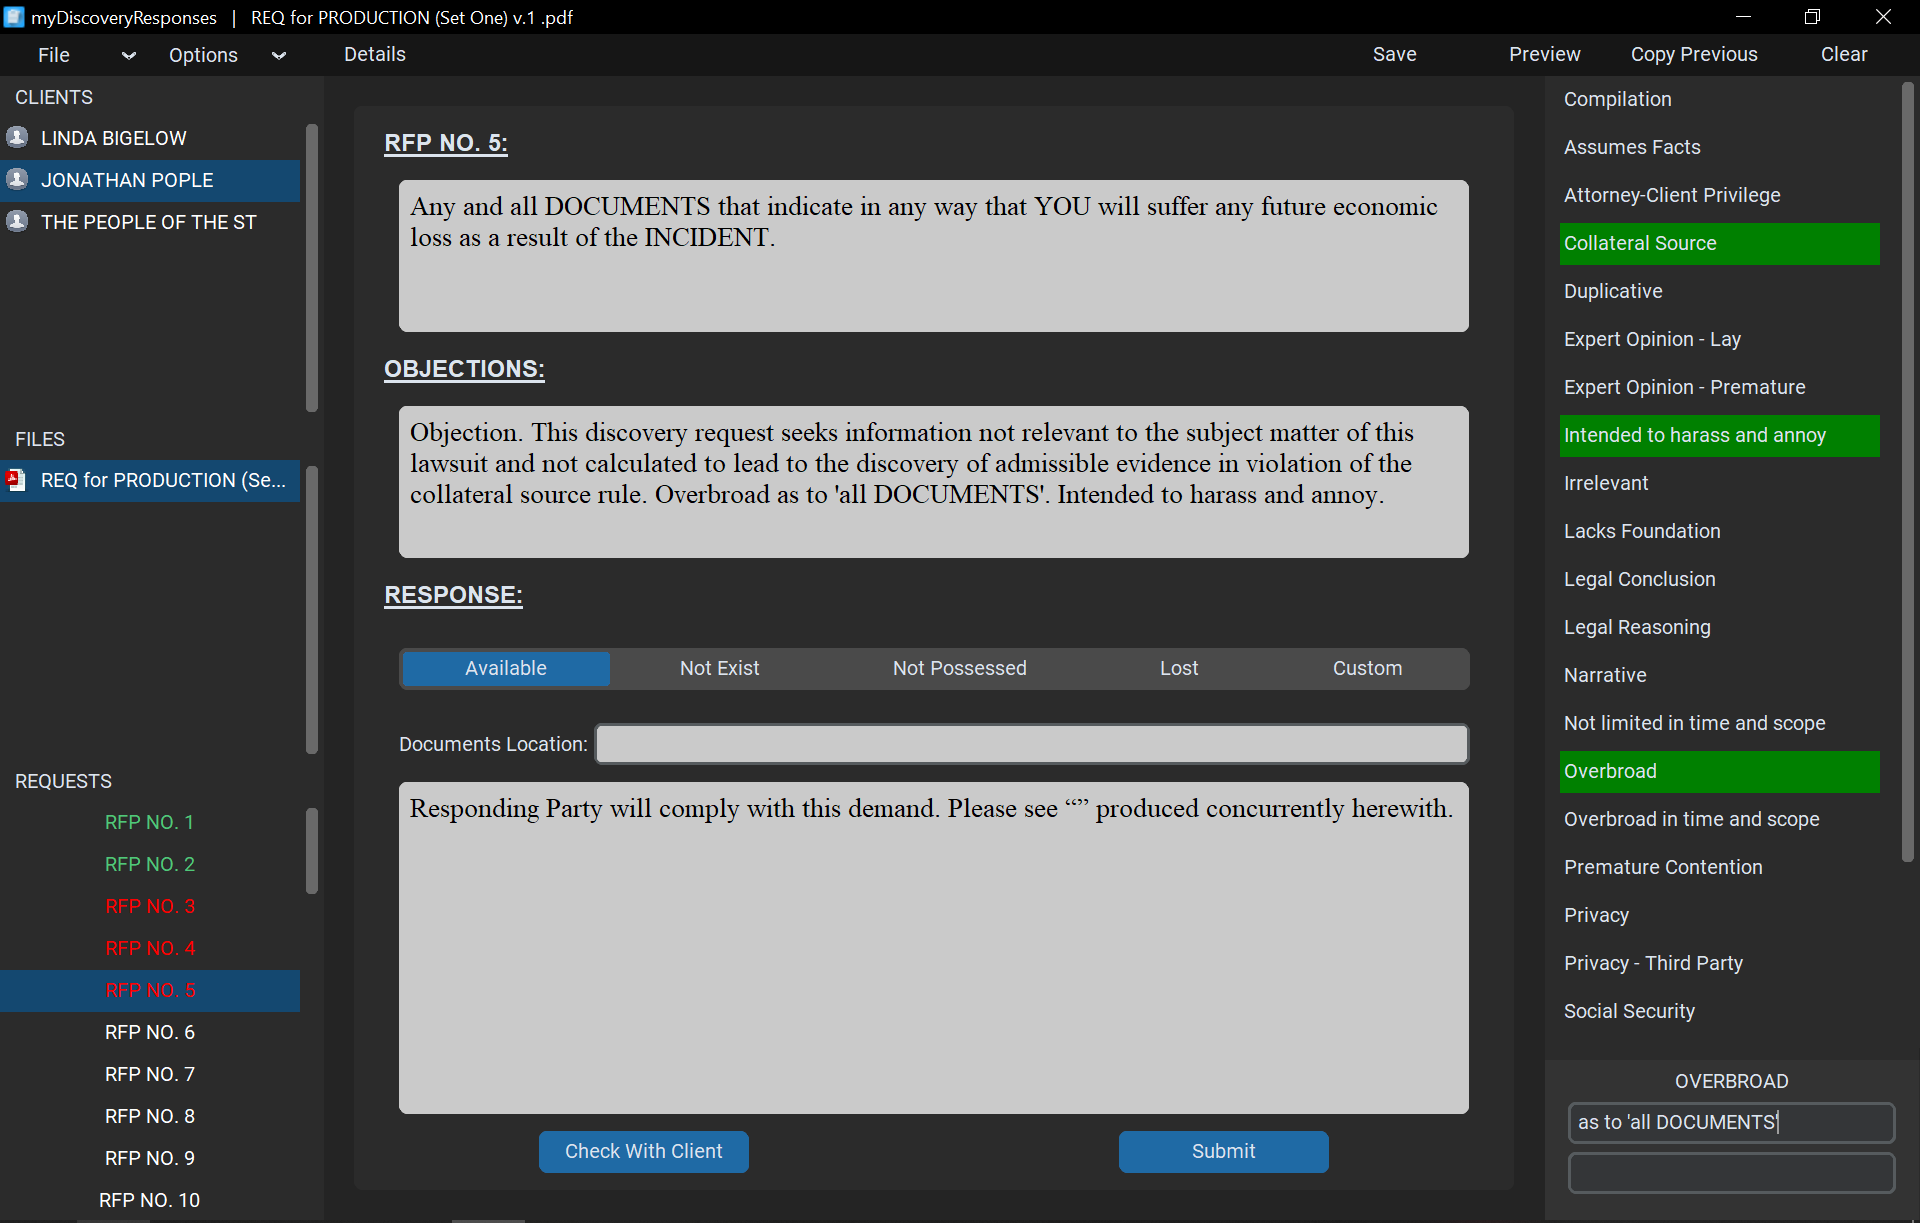 myDiscoveryResponses | REQ for PRODUCTION (Set One) v.1 .pdf
File Options Details Save Preview Copy Previous Clear
CLIENTS
LINDA BIGELOW
JONATHAN POPLE
THE PEOPLE OF THE ST
FILES
REQ for PRODUCTION (Se...
REQUESTS
RFP NO. 1
RFP NO. 2
RFP NO. 3
RFP NO. 4
RFP NO. 5
RFP NO. 6
RFP NO. 7
RFP NO. 8
RFP NO. 9
RFP NO. 10
RFP NO. 5:
Any and all DOCUMENTS that indicate in any way that YOU will suffer any future economic
loss as a result of the INCIDENT.
OBJECTIONS:
Objection. This discovery request seeks information not relevant to the subject matter of this
lawsuit and not calculated to lead to the discovery of admissible evidence in violation of the
collateral source rule. Overbroad as to 'all DOCUMENTS'. Intended to harass and annoy.
RESPONSE:
Available Not Exist Not Possessed Lost Custom
Documents Location:
Responding Party will comply with this demand. Please see “” produced concurrently herewith.
Check With Client Submit
Compilation
Assumes Facts
Attorney-Client Privilege
Collateral Source
Duplicative
Expert Opinion - Lay
Expert Opinion - Premature
Intended to harass and annoy
Irrelevant
Lacks Foundation
Legal Conclusion
Legal Reasoning
Narrative
Not limited in time and scope
Overbroad
Overbroad in time and scope
Premature Contention
Privacy
Privacy - Third Party
Social Security
OVERBROAD
as to 'all DOCUMENTS'